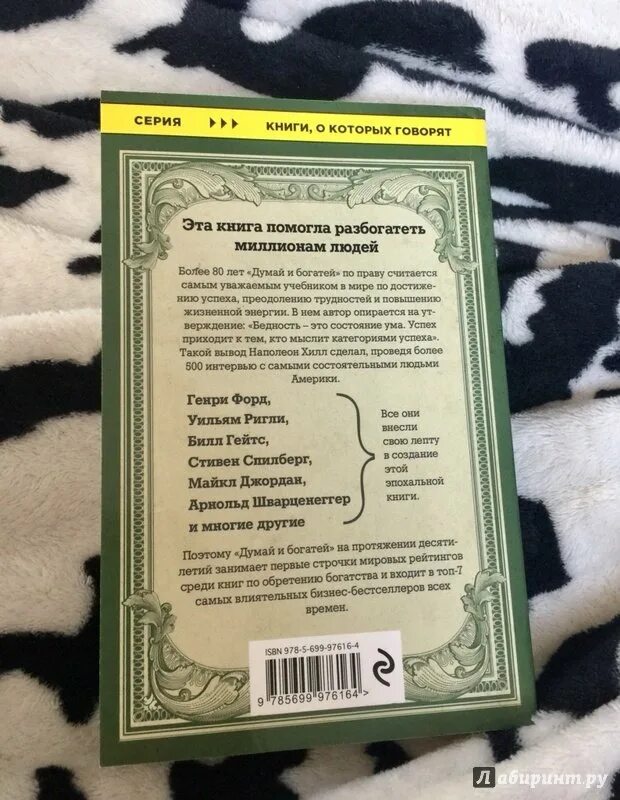 СЕРИЯ КНИГИ, О КОТОРЫХ ГОВОРЯТ
Эта книга помогла разбогатеть
миллионам людей
Более 80 лет «Думай и богатей» по праву считается
самым уважаемым учебником в мире по достиже-
нию успеха, преодолению трудностей и повышению
жизненной энергии. В нем автор опирается на ут-
верждение: «Бедность – это состояние ума. Успех
приходит к тем, кто мыслит категориями успеха».
Такой вывод Наполеон Хилл сделал, проведя более
500 интервью с самыми состоятельными людьми
Америки.
Генри Форд,
Уильям Ригли,
Билл Гейтс,
Стивен Спилберг,
Майкл Джордан,
Арнольд Шварценеггер
и многие другие
Все они
внесли
свою лепту
в создание
этой
эпохальной
книги.
Поэтому «Думай и богатей» на протяжении десяти-
летий занимает первые строчки мировых рейтингов
среди книг по обретению богатства и входит в топ-7
самых влиятельных бизнес-бестселлеров всех
времен.
ISBN 978-5-699-97616-4
9 785699 976164 >
Лабиринт.ру